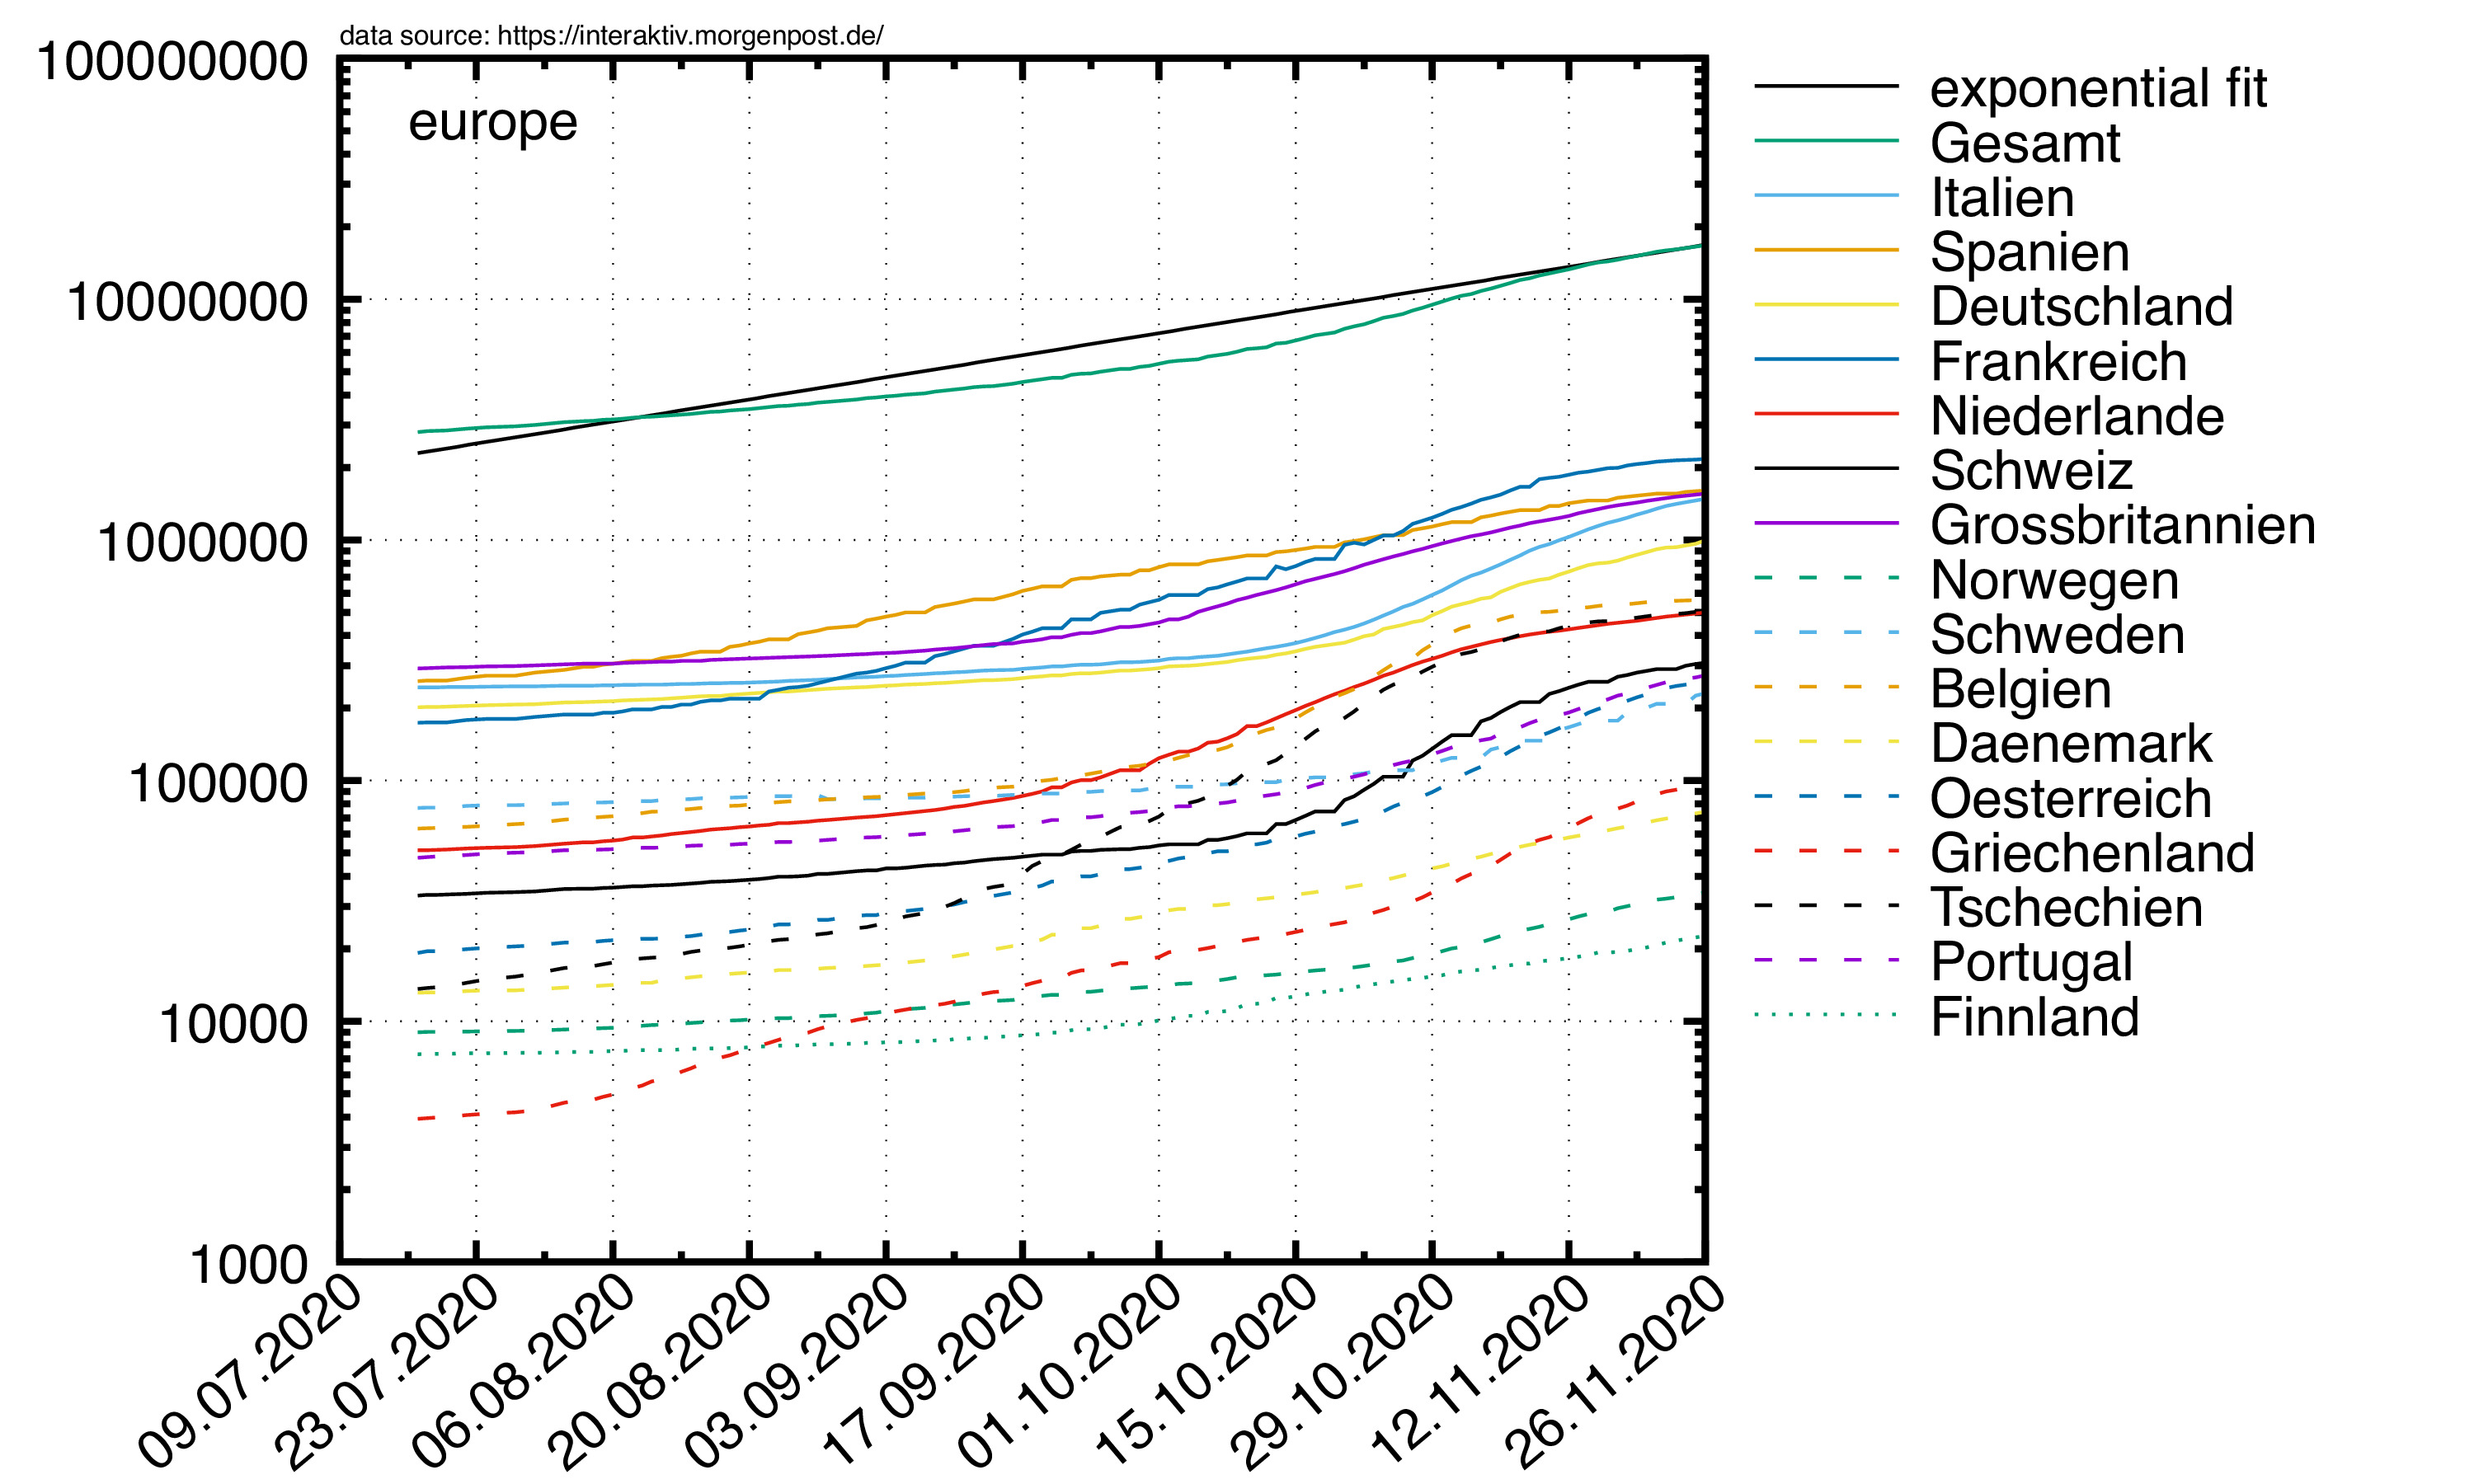 data source: https://interaktiv.morgenpost.de/
europe
100000000
10000000
1000000
100000
10000
1000
09.07.2020
23.07.2020
06.08.2020
20.08.2020
03.09.2020
17.09.2020
01.10.2020
15.10.2020
29.10.2020
12.11.2020
26.11.2020
exponential fit
Gesamt
Italien
Spanien
Deutschland
Frankreich
Niederlande
Schweiz
Grossbritannien
Norwegen
Schweden
Belgien
Daenemark
Oesterreich
Griechenland
Tschechien
Portugal
Finnland